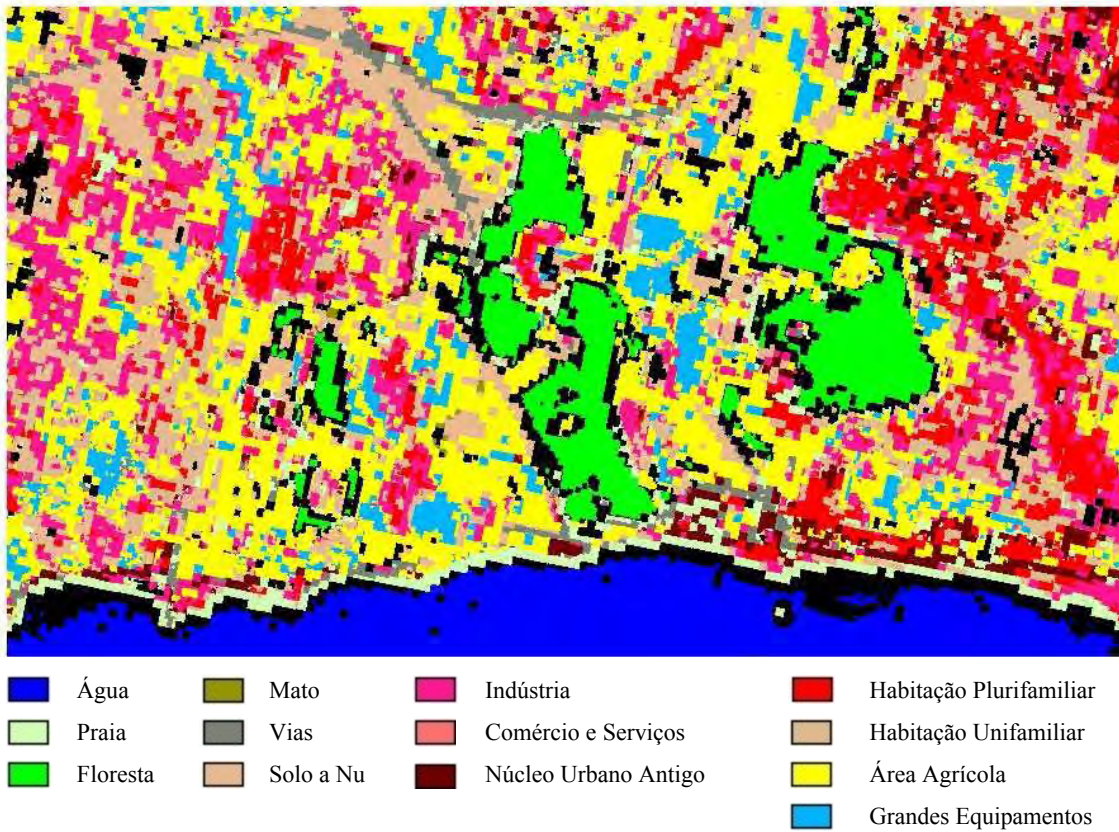 Água
Praia
Floresta
Mato
Vias
Solo a Nu
Indústria
Comércio e Serviços
Núcleo Urbano Antigo
Habitação Plurifamiliar
Habitação Unifamiliar
Área Agrícola
Grandes Equipamentos